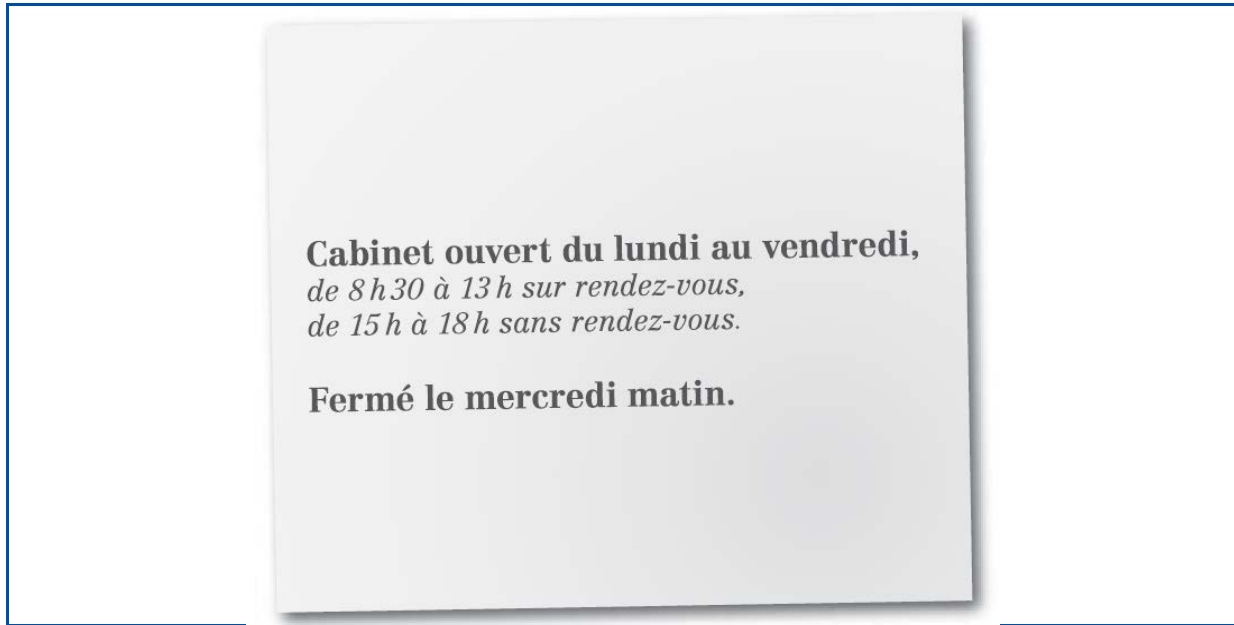 Cabinet ouvert du lundi au vendredi,
de 8 h 30 à 13 h sur rendez-vous,
de 15 h à 18 h sans rendez-vous.
Fermé le mercredi matin.